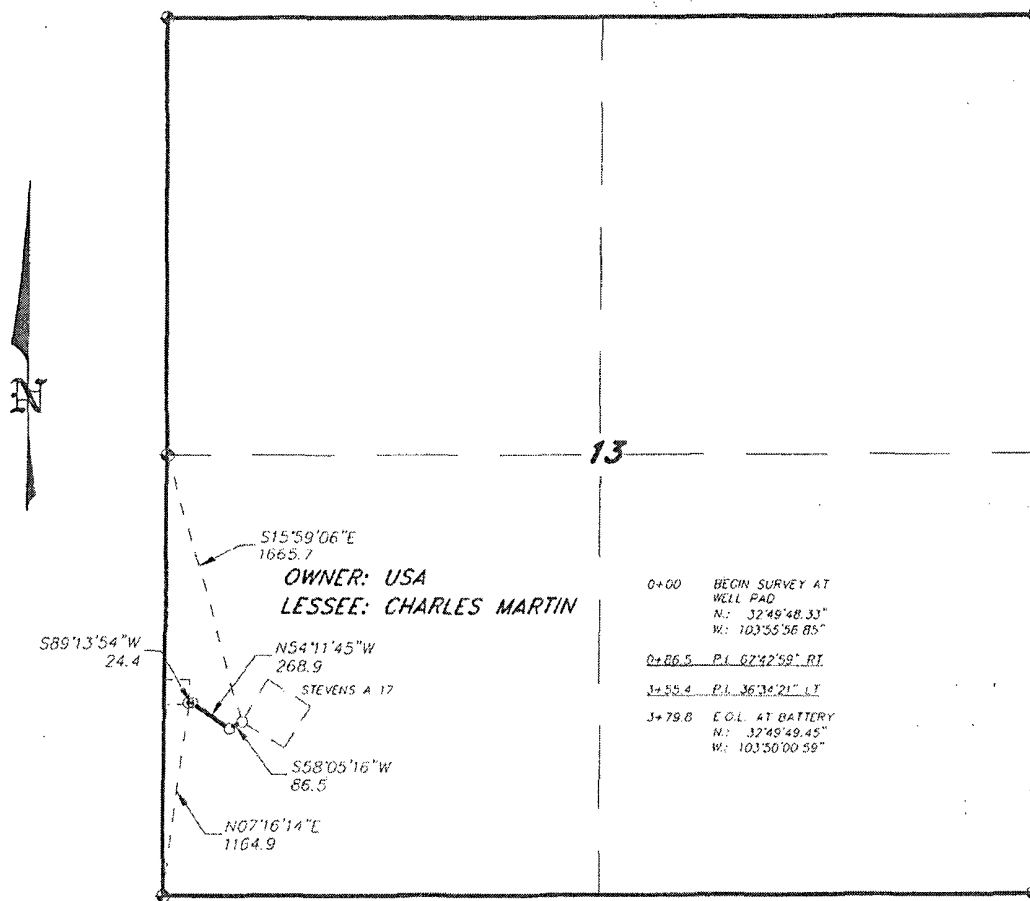 N
13
S15°59'06"E
1665.7
OWNER: USA
LESSEE: CHARLES MARTIN
S89°13'54"W
24.4
N54°11'45"W
268.9
STEVENS A 17
S58°05'16"W
86.5
N07°16'14"E
1164.9
0+00 BEGIN SURVEY AT
WELL PAD
N.: 32°49'48.33"
W.: 103°55'56.85"
0+86.5 P.I. 67°42'59" RT
3+55.4 P.I. 36°34'21" LT
3+79.8 E.O.L. AT BATTERY
N.: 32°49'49.45"
W.: 103°50'00.59"